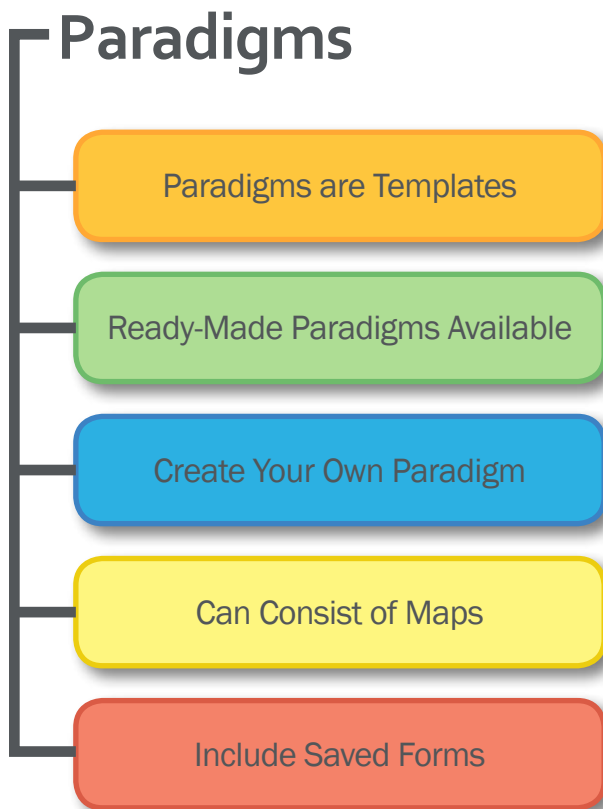 Paradigms
Paradigms are Templates
Ready-Made Paradigms Available
Create Your Own Paradigm
Can Consist of Maps
Include Saved Forms